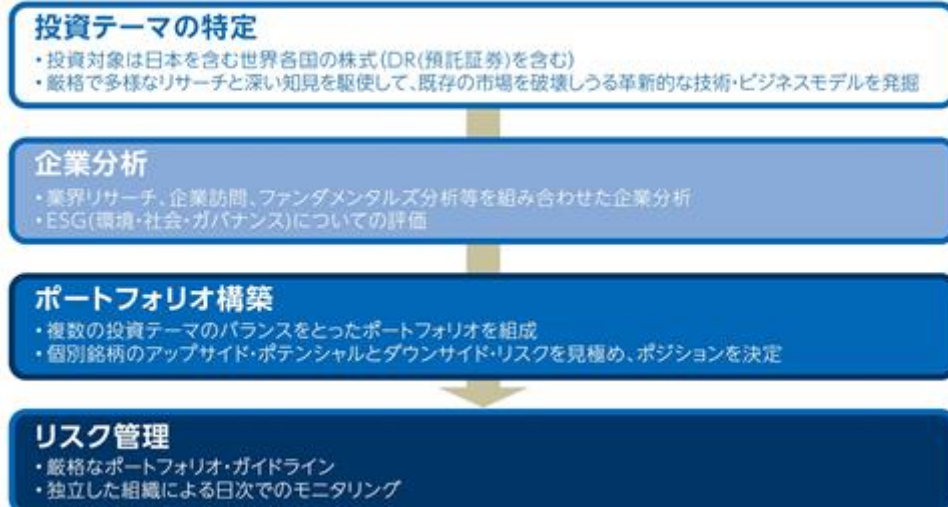 投資テーマの特定
・投資対象は日本を含む世界各国の株式(DR(預託証券)を含む)
・厳格で多様なリサーチと深い知見を駆使して、既存の市場を破壊しうる革新的な技術・ビジネスモデルを発掘
企業分析
・業界リサーチ、企業訪問、ファンダメンタルズ分析等を組み合わせた企業分析
・ESG(環境・社会・ガバナンス)についての評価
ポートフォリオ構築
・複数の投資テーマのバランスをとったポートフォリオを組成
・個別銘柄のアップサイド・ポテンシャルとダウンサイド・リスクを見極め、ポジションを決定
リスク管理
・厳格なポートフォリオ・ガイドライン
・独立した組織による日次でのモニタリング